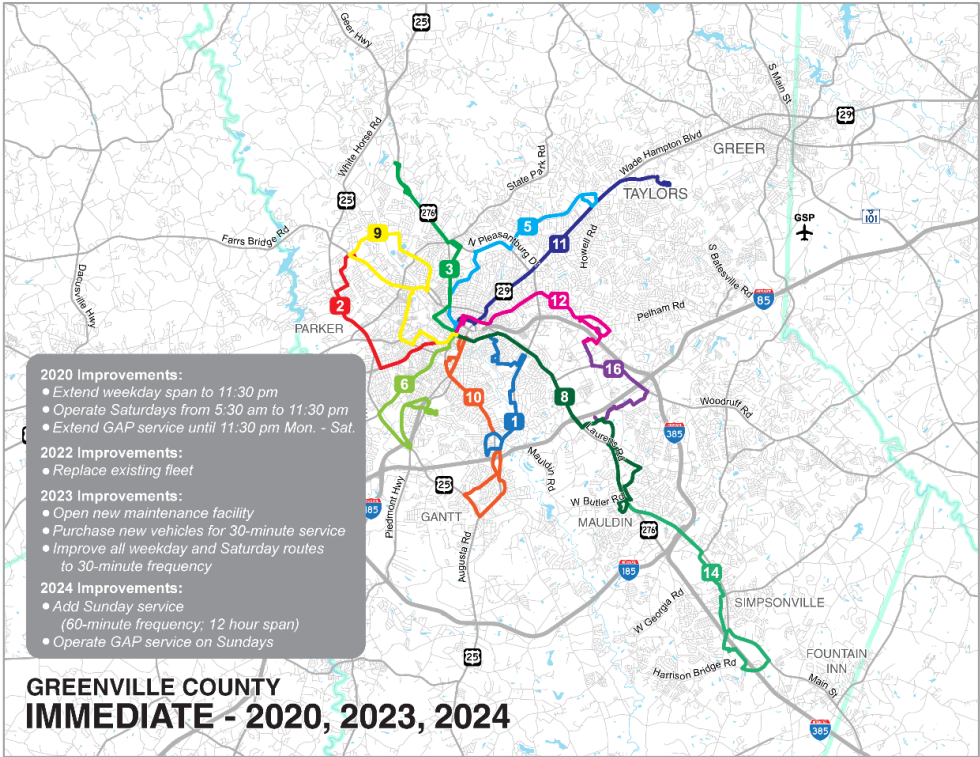 25
Geer Hwy
S Main St
29
White Horse Rd
State Park Rd
Wade Hampton Blvd
GREER
TAYLORS
25
276
5
GSP
P
101
Farrs Bridge Rd
9
N Pleasantburg Dr
11
Howell Rd
3
S Batesville Rd
Dacusville Hwy
29
85
2
12
Pelham Rd
PARKER
16
6
10
8
Woodruff Rd
1
Laurens Rd
385
Mauldin Rd
25
Piedmont Hwy
GANTT
W Butler Rd
MAULDIN
276
385
Augusta Rd
185
14
SIMPSONVILLE
W Georgia Rd
25
FOUNTAIN
INN
Harrison Bridge Rd
Main St
385
2020 Improvements:
• Extend weekday span to 11:30 pm
• Operate Saturdays from 5:30 am to 11:30 pm
• Extend GAP service until 11:30 pm Mon. - Sat.
2022 Improvements:
• Replace existing fleet
2023 Improvements:
• Open new maintenance facility
• Purchase new vehicles for 30-minute service
• Improve all weekday and Saturday routes
to 30-minute frequency
2024 Improvements:
• Add Sunday service
(60-minute frequency; 12 hour span)
• Operate GAP service on Sundays
GREENVILLE COUNTY
IMMEDIATE - 2020, 2023, 2024